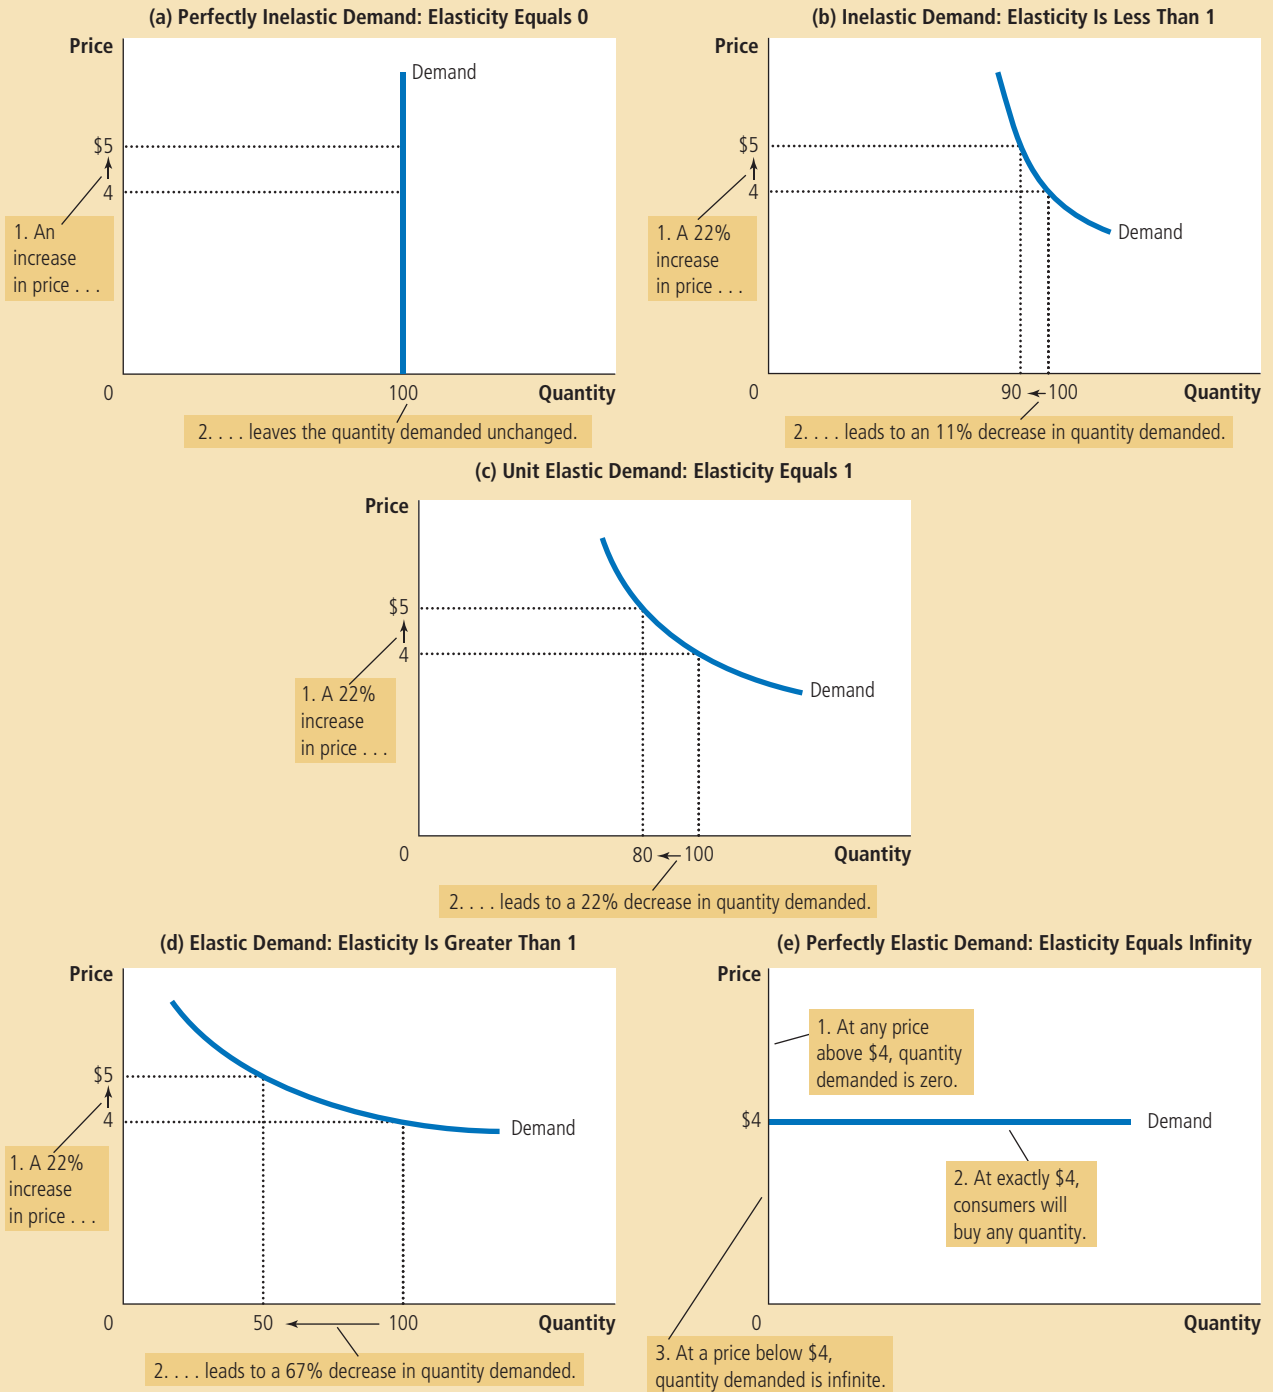 (a) Perfectly Inelastic Demand: Elasticity Equals 0
Price
Demand
$5
4
1. An
increase
in price . . .
0
100
Quantity
2. . . . leaves the quantity demanded unchanged.
(b) Inelastic Demand: Elasticity Is Less Than 1
Price
$5
4
1. A 22%
increase
in price . . .
Demand
0
90
100
Quantity
2. . . . leads to an 11% decrease in quantity demanded.
(c) Unit Elastic Demand: Elasticity Equals 1
Price
$5
4
1. A 22%
increase
in price . . .
Demand
0
80
100
Quantity
2. . . . leads to a 22% decrease in quantity demanded.
(d) Elastic Demand: Elasticity Is Greater Than 1
Price
$5
4
Demand
1. A 22%
increase
in price . . .
0
50
100
Quantity
2. . . . leads to a 67% decrease in quantity demanded.
(e) Perfectly Elastic Demand: Elasticity Equals Infinity
Price
1. At any price
above $4, quantity
demanded is zero.
$4
Demand
2. At exactly $4,
consumers will
buy any quantity.
0
Quantity
3. At a price below $4,
quantity demanded is infinite.